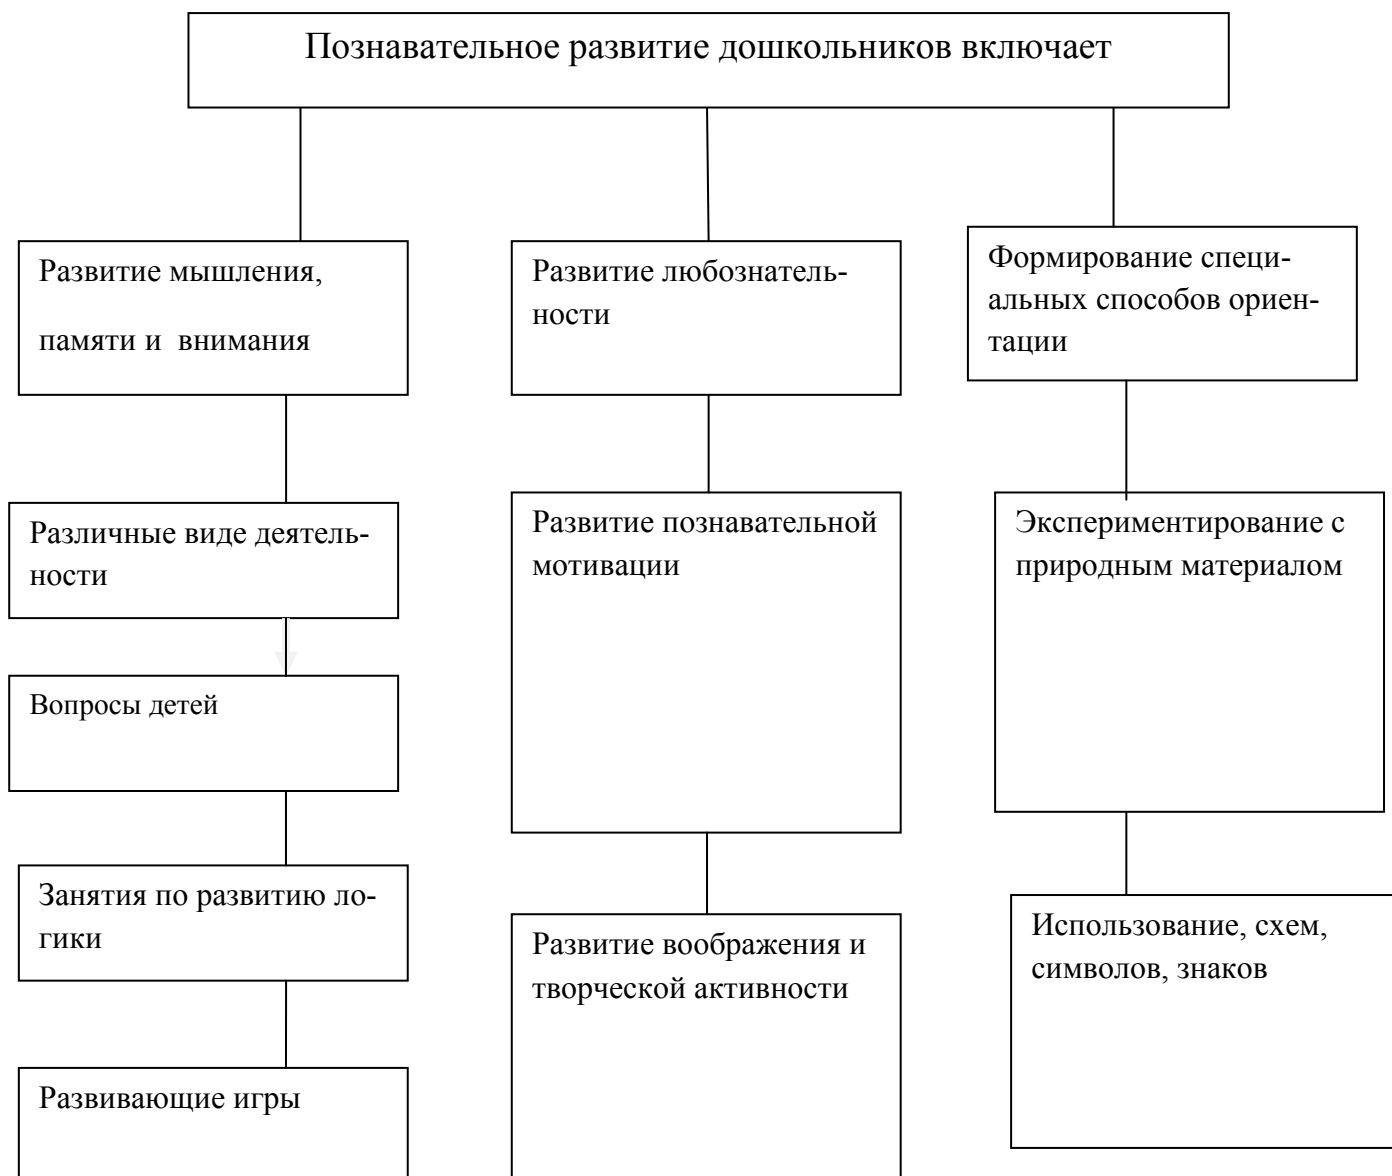 Познавательное развитие дошкольников включает
Развитие мышления,
памяти и внимания
Различные виде деятель-
ности
Вопросы детей
Занятия по развитию ло-
гики
Развивающие игры
Развитие любознатель-
ности
Развитие познавательной
мотивации
Развитие воображения и
творческой активности
Формирование специ-
альных способов ориен-
тации
Экспериментирование с
природным материалом
Использование, схем,
символов, знаков